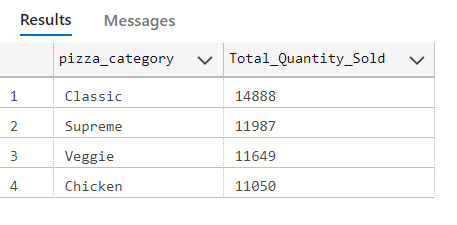 Results Messages
pizza_category Total_Quantity_Sold
1 Classic 14888
2 Supreme 11987
3 Veggie 11649
4 Chicken 11050